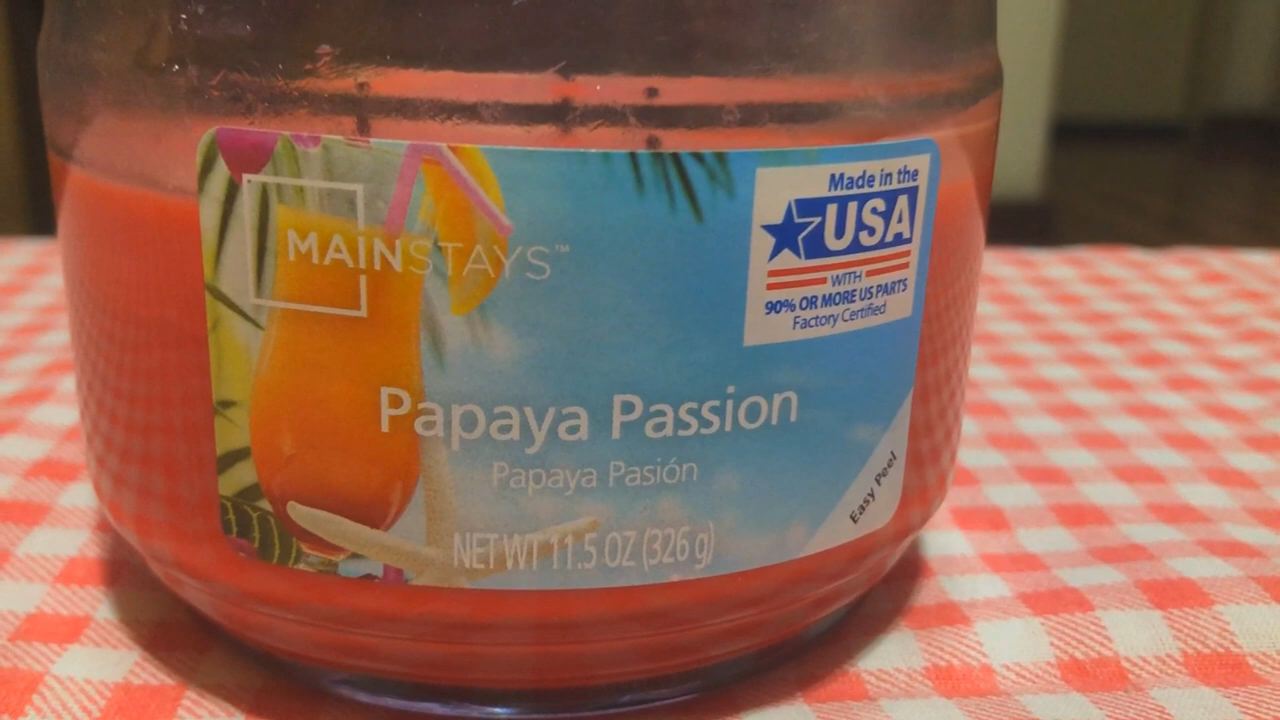 MAINSTAYS™
Made in the
USA
WITH
90% OR MORE US PARTS
Factory Certified
Papaya Passion
Papaya Pasión
Easy Peel
NET WT 11.5 OZ (326 g)